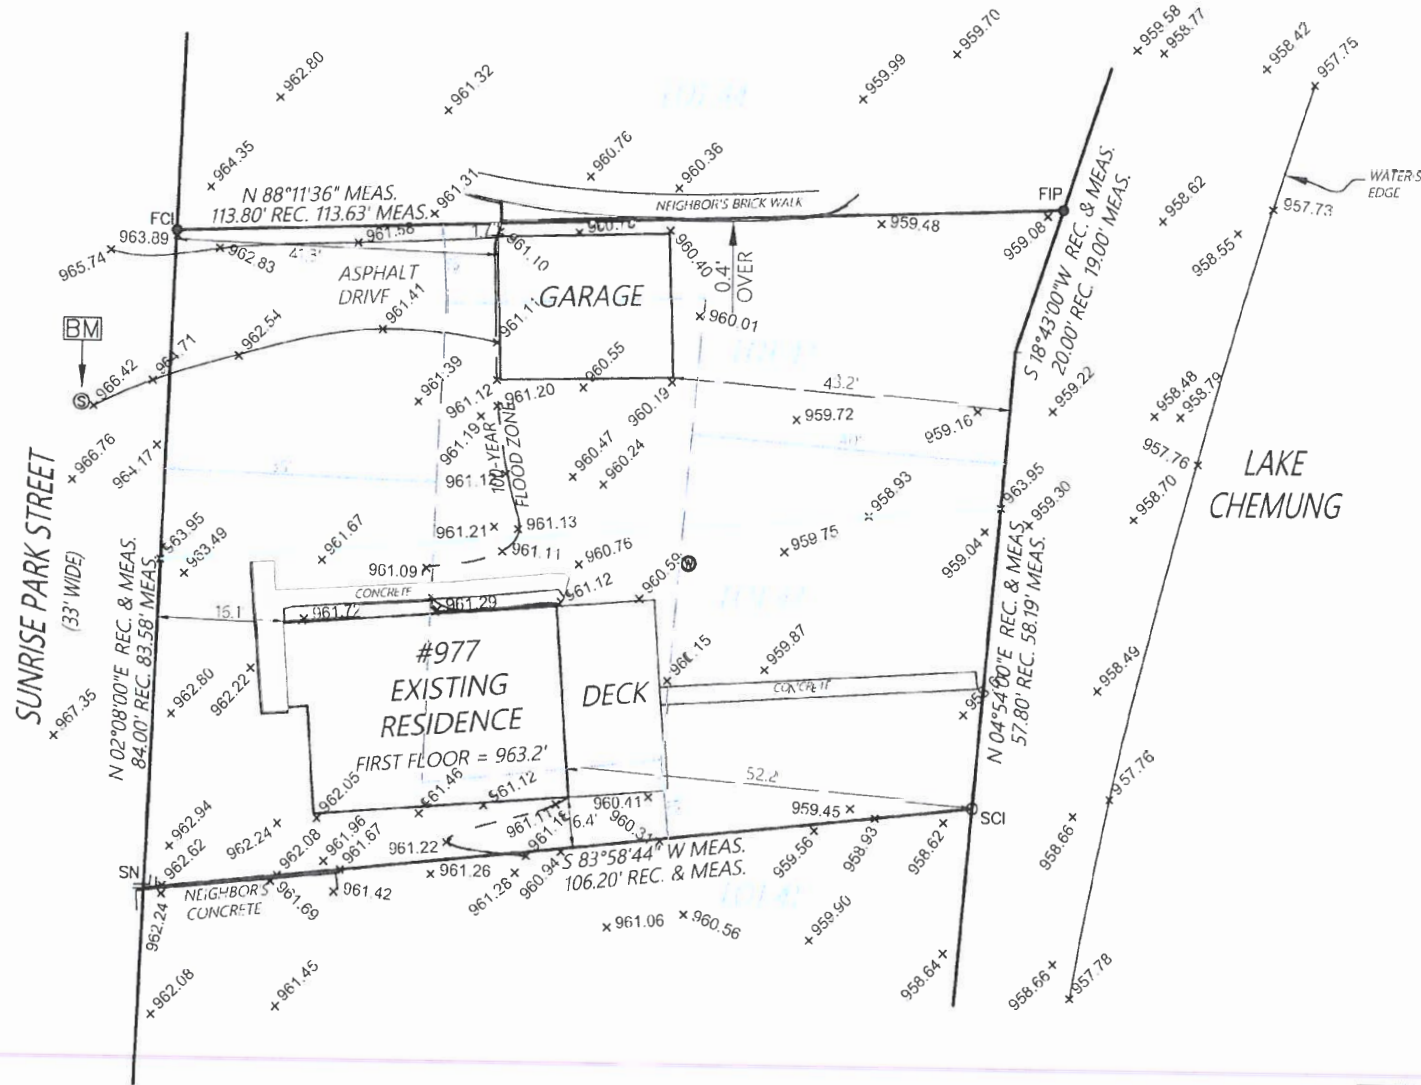 962.80
961.32
959.99
959.70
959.58
958.77
958.42
957.75
964.35
N 88°11'36" MEAS.
113.80' REC. 113.63' MEAS.
961.31
960.76
960.36
NEIGHBOR'S BRICK WALK
FIP
WATER'S
EDGE
FCI
963.89
965.74
962.83
961.58
41.3'
1.7'
961.10
960.40
959.48
959.08
958.62
957.73
958.55
ASPHALT
DRIVE
GARAGE
0.4'
OVER
S 18°43'00"W REC. & MEAS.
20.00' REC. 19.00' MEAS.
BM
966.42
964.71
962.54
961.41
961.11
960.01
961.39
961.12
961.20
960.55
960.19
43.2'
959.72
959.16
959.22
958.48
958.79
S
961.19
100-YEAR
FLOOD ZONE
961.12
960.47
960.24
966.76
964.17
957.76
958.70
LAKE
CHEMUNG
SUNRISE PARK STREET
(33' WIDE)
963.95
963.49
961.67
961.21
961.13
961.11
960.76
958.93
959.75
963.95
959.30
959.04
961.09
CONCRETE
961.12
960.59
W
15.1'
961.72
961.29
N 02°08'00"E REC. & MEAS.
84.00' REC. 83.58' MEAS.
#977
EXISTING
RESIDENCE
FIRST FLOOR = 963.2'
DECK
959.87
CONCRETE
N 04°54'00"E REC. & MEAS.
57.80' REC. 58.19' MEAS.
958.49
967.35
962.80
962.22
52.2'
957.76
962.05
961.46
961.12
961.11
960.41
959.45
SCI
962.94
962.24
962.08
961.96
961.67
961.22
6.4'
960.31
959.56
958.93
958.62
958.66
SN
962.62
NEIGHBOR'S
CONCRETE
961.69
961.42
961.26
961.28
960.94
S 83°58'44" W MEAS.
106.20' REC. & MEAS.
962.24
961.06
960.56
959.90
962.08
961.45
958.64
958.66
957.78